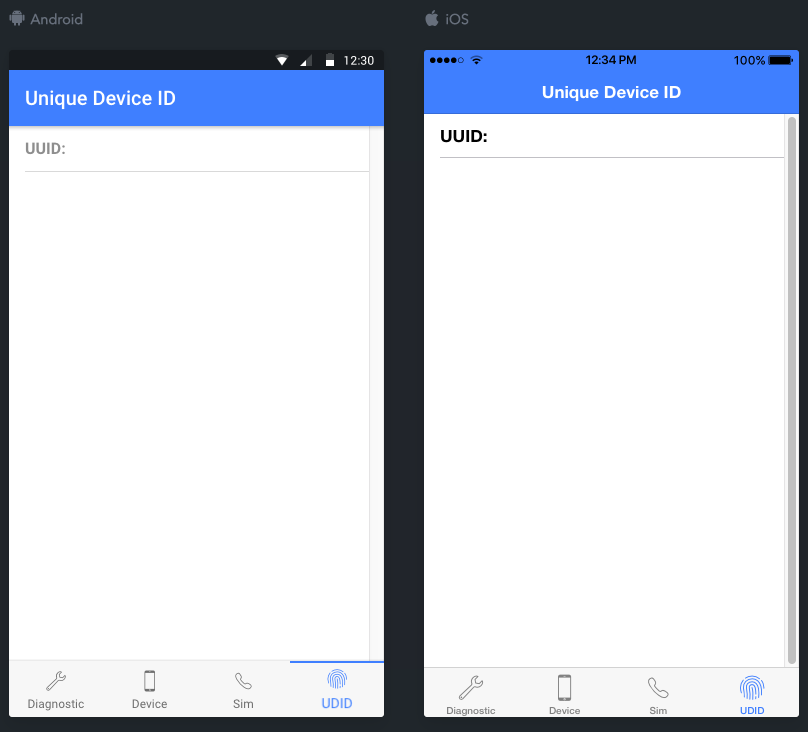 Android
12:30
Unique Device ID
UUID:
Diagnostic
Device
Sim
UDID
iOS
12:34 PM
100%
Unique Device ID
UUID:
Diagnostic
Device
Sim
UDID